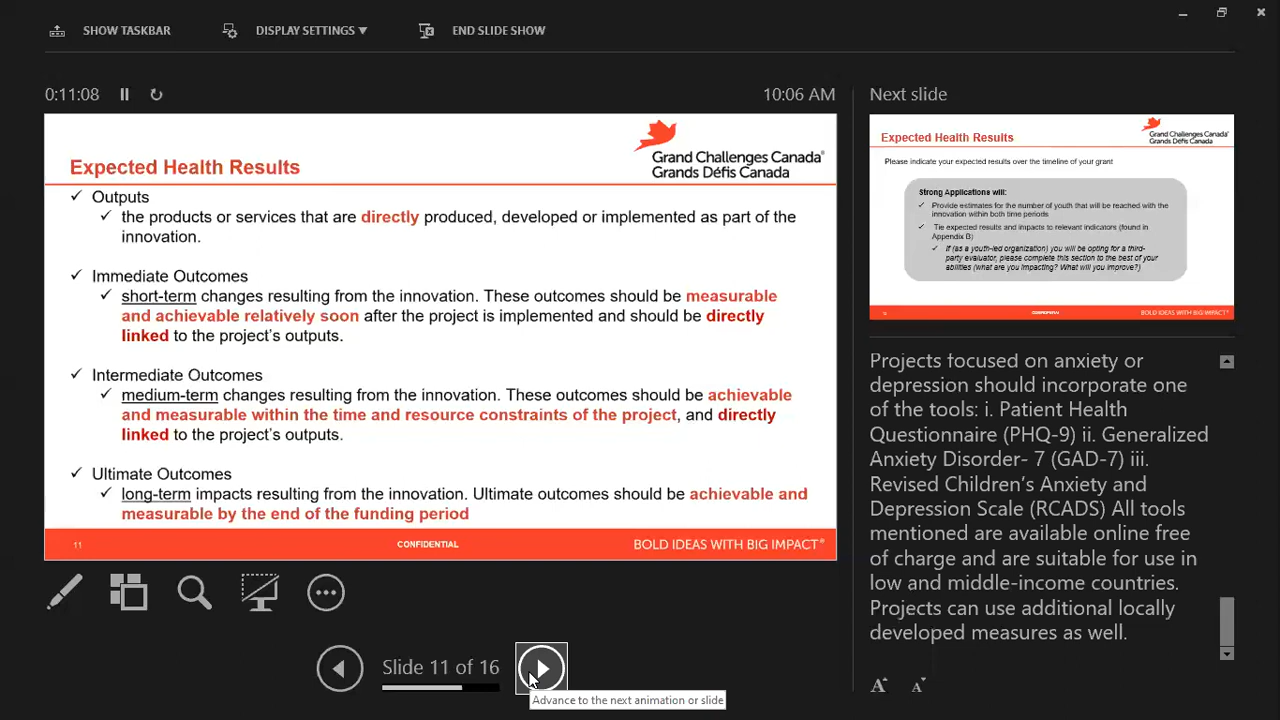 SHOW TASKBAR
DISPLAY SETTINGS ▼
END SLIDE SHOW
0:11:08
10:06 AM
Expected Health Results
Grand Challenges Canada®
Grands Défis Canada
✓ Outputs
✓ the products or services that are directly produced, developed or implemented as part of the
innovation.
✓ Immediate Outcomes
✓ short-term changes resulting from the innovation. These outcomes should be measurable
and achievable relatively soon after the project is implemented and should be directly
linked to the project's outputs.
✓ Intermediate Outcomes
✓ medium-term changes resulting from the innovation. These outcomes should be achievable
and measurable within the time and resource constraints of the project, and directly
linked to the project's outputs.
✓ Ultimate Outcomes
✓ long-term impacts resulting from the innovation. Ultimate outcomes should be achievable and
measurable by the end of the funding period
11
CONFIDENTIAL
BOLD IDEAS WITH BIG IMPACT®
Slide 11 of 16
Advance to the next animation or slide
Next slide
Expected Health Results
Grand Challenges Canada®
Grands Défis Canada
Please indicate your expected results over the timeline of your grant
Strong Applications will:
✓ Provide estimates for the number of youth that will be reached with the
innovation within both time periods
✓ Tie expected results and impacts to relevant indicators (found in
Appendix B)
✓ If (as a youth-led organization) you will be opting for a third-
party evaluator, please complete this section to the best of your
abilities (what are you impacting? What will you improve?)
CONFIDENTIAL
BOLD IDEAS WITH BIG IMPACT®
Projects focused on anxiety or
depression should incorporate one
of the tools: i. Patient Health
Questionnaire (PHQ-9) ii. Generalized
Anxiety Disorder- 7 (GAD-7) iii.
Revised Children's Anxiety and
Depression Scale (RCADS) All tools
mentioned are available online free
of charge and are suitable for use in
low and middle-income countries.
Projects can use additional locally
developed measures as well.
A A